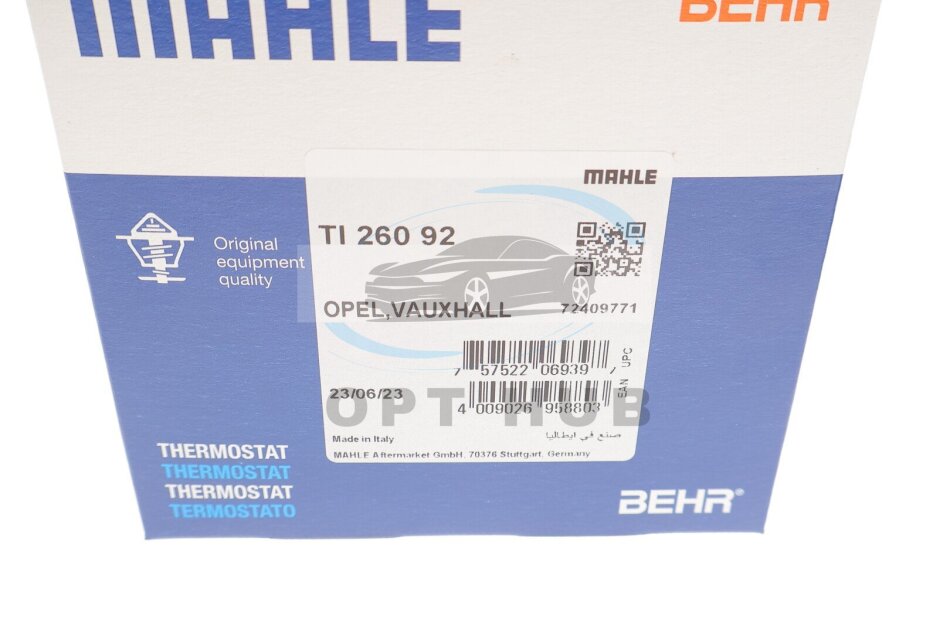 MAHLE
BEHR
MAHLE
TI 260 92
Original
equipment
quality
OPEL,VAUXHALL
72409771
7 57522 06939 7
EAN UPC
23/06/23
4 009026 958803
OPT HUB
Made in Italy
صنع في ايطاليا
MAHLE Aftermarket GmbH, 70376 Stuttgart, Germany
THERMOSTAT
THERMOSTAT
THERMOSTAT
TERMOSTATO
BEHR®